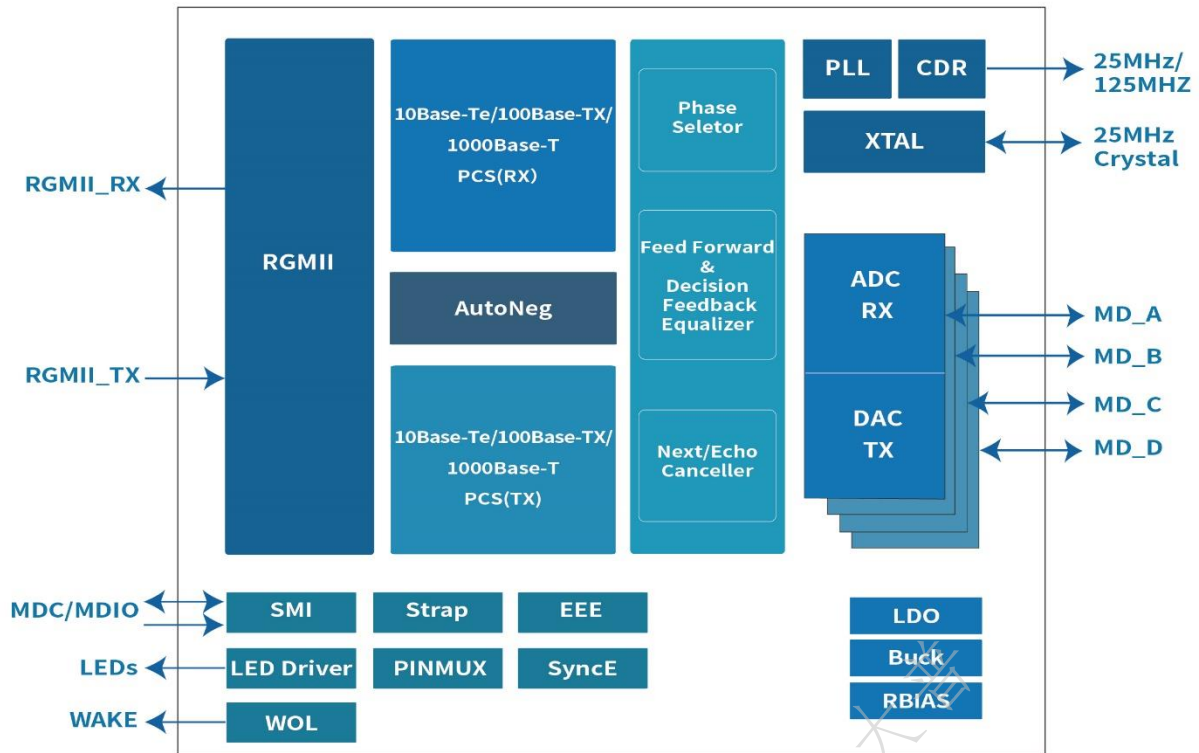 RGMII_RX
RGMII_TX
RGMII
10Base-Te/100Base-TX/
1000Base-T
PCS(RX)
AutoNeg
10Base-Te/100Base-TX/
1000Base-T
PCS(TX)
Phase
Seletor
Feed Forward
&
Decision
Feedback
Equalizer
Next/Echo
Canceller
PLL
CDR
25MHz/
125MHZ
XTAL
25MHz
Crystal
ADC
RX
DAC
TX
MD_A
MD_B
MD_C
MD_D
MDC/MDIO
SMI
Strap
EEE
LEDs
LED Driver
PINMUX
SyncE
WAKE
WOL
LDO
Buck
RBIAS